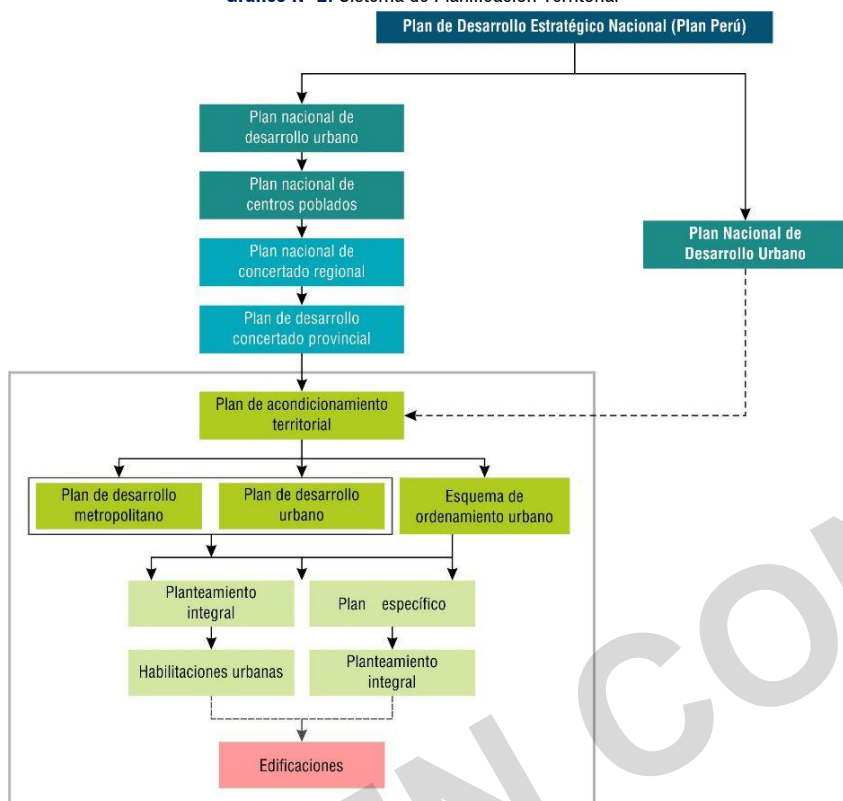 Gráfico N° 2: Sistema de Planificación Territorial
Plan de Desarrollo Estratégico Nacional (Plan Perú)
Plan nacional de
desarrollo urbano
Plan nacional de
centros poblados
Plan nacional de
concertado regional
Plan de desarrollo
concertado provincial
Plan Nacional de
Desarrollo Urbano
Plan de acondicionamiento
territorial
Plan de desarrollo
metropolitano
Plan de desarrollo
urbano
Esquema de
ordenamiento urbano
Planteamiento
integral
Plan específico
Habilitaciones urbanas
Planteamiento
integral
Edificaciones